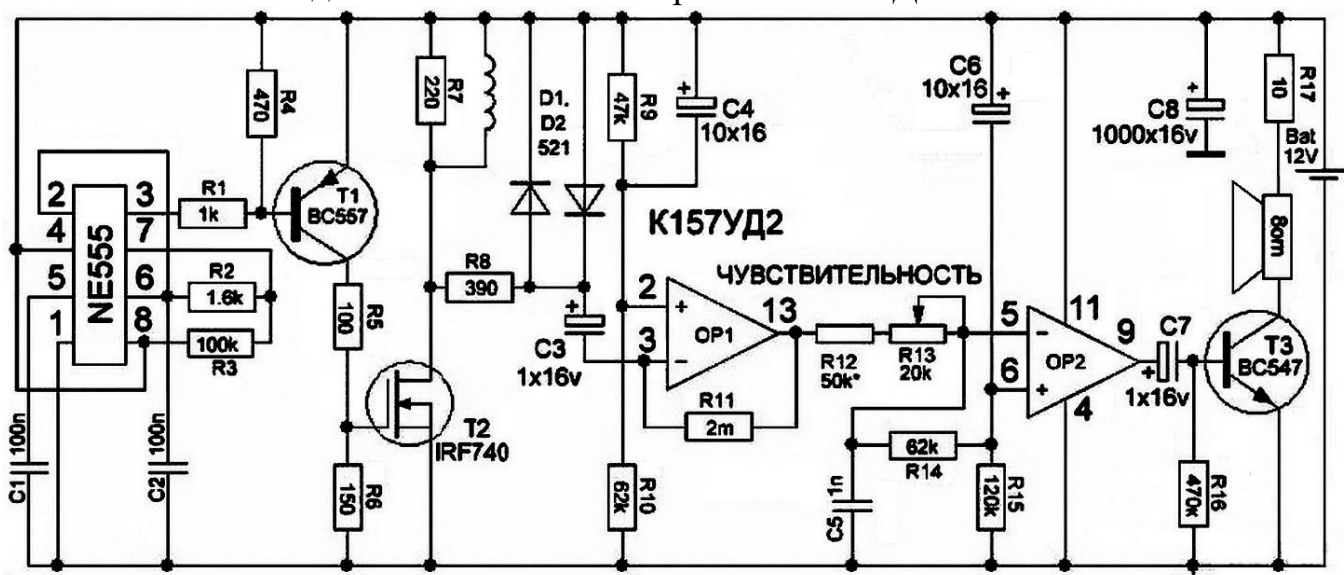 R4
470
R7
220
D1.
D2
521
R9
47k
C4
10x16
C6
10x16
C8
1000x16v
R17
10
Bat
12V
2
3
4
7
5
6
1
8
NE555
R1
1k
T1
BC557
К157УД2
R2
1.6k
R8
390
ЧУВСТВИТЕЛЬНОСТЬ
8om
100k
R3
R5
100
C3
1x16v
2
3
13
OP1
R12
50k*
R13
20k
5
6
11
9
4
OP2
C7
1x16v
T3
BC547
R11
2m
T2
IRF740
62k
R14
C1
100n
C2
100n
R6
150
R10
62k
C5
1n
R15
120k
R16
470k